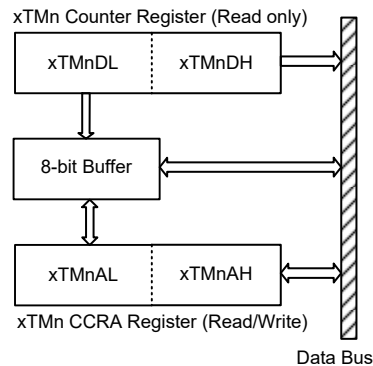 xTMn Counter Register (Read only)
xTMnDL xTMnDH
8-bit Buffer
xTMnAL xTMnAH
xTMn CCRA Register (Read/Write)
Data Bus